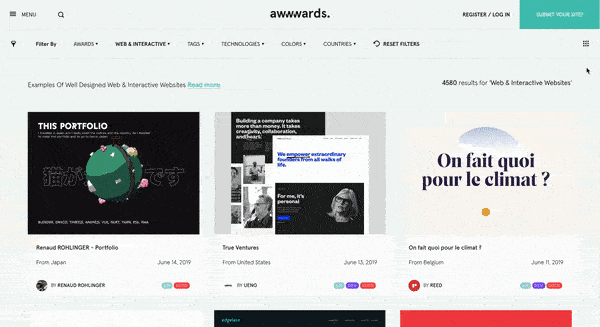 MENU
awwwards.
REGISTER / LOG IN
SUBMIT YOUR SITE?
Filter By
AWARDS
WEB & INTERACTIVE
TAGS
TECHNOLOGIES
COLORS
COUNTRIES
RESET FILTERS
Examples Of Well Designed Web & Interactive Websites Read more
4580 results for 'Web & Interactive Websites'
THIS PORTFOLIO
猫が
です
Renaud ROHLINGER - Portfolio
From Japan
June 14, 2019
BY RENAUD ROHLINGER
Building a company takes
more than money. It takes
creativity, collaboration,
and heart.
We empower extraordinary
founders from all walks of
life.
For me, it's
personal.
True Ventures
From United States
June 13, 2019
BY UENO
DEV
On fait quoi
pour le climat ?
On fait quoi pour le climat ?
From Belgium
June 11, 2019
BY REED
DEV
edgeless